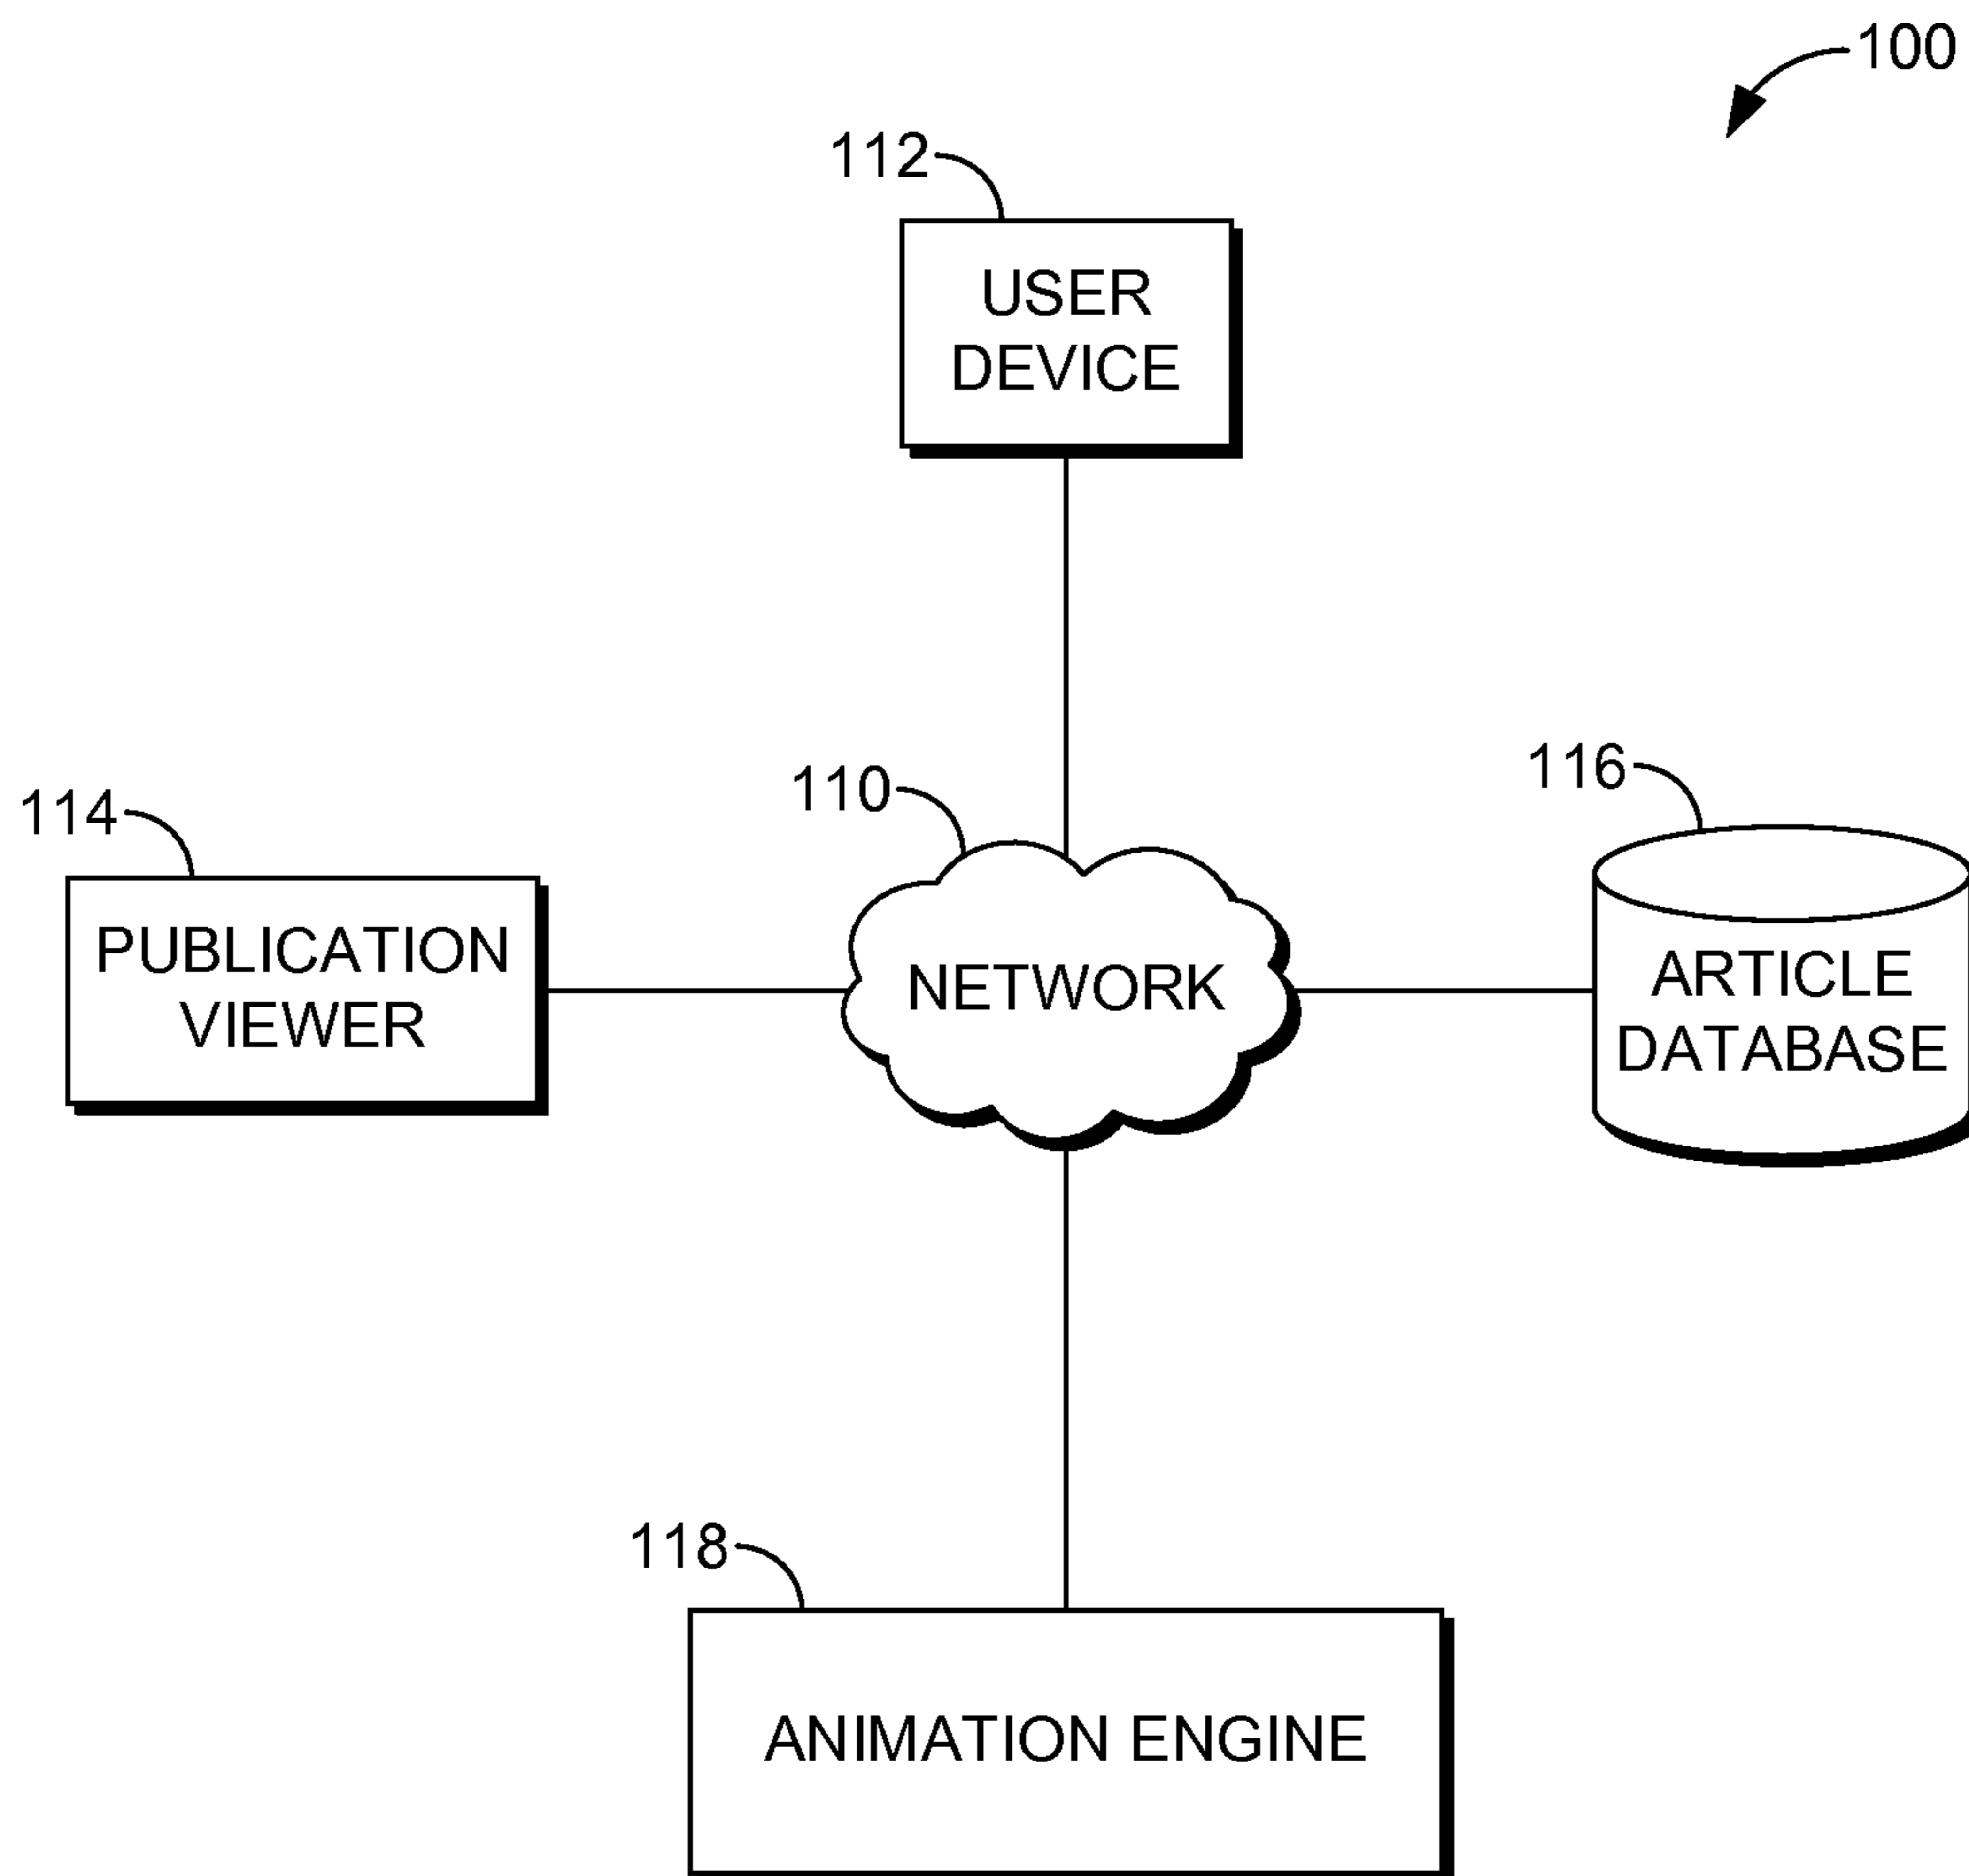 100
112
USER
DEVICE
110
116
114
PUBLICATION
VIEWER
NETWORK
ARTICLE
DATABASE
118
ANIMATION ENGINE